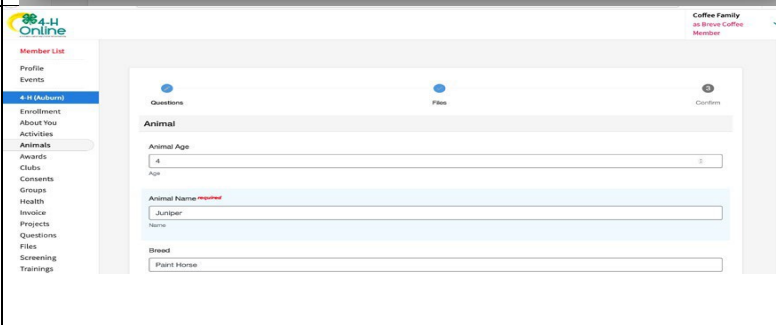 4-H
Online
Coffee Family
as Breve Coffee
Member
Member List
Profile
Events
4-H (Auburn)
Enrollment
About You
Activities
Animals
Awards
Clubs
Consents
Groups
Health
Invoice
Projects
Questions
Files
Screening
Trainings
Questions
Files
3
Confirm
Animal
Animal Age
4
Age
Animal Name required
Juniper
Name
Breed
Paint Horse